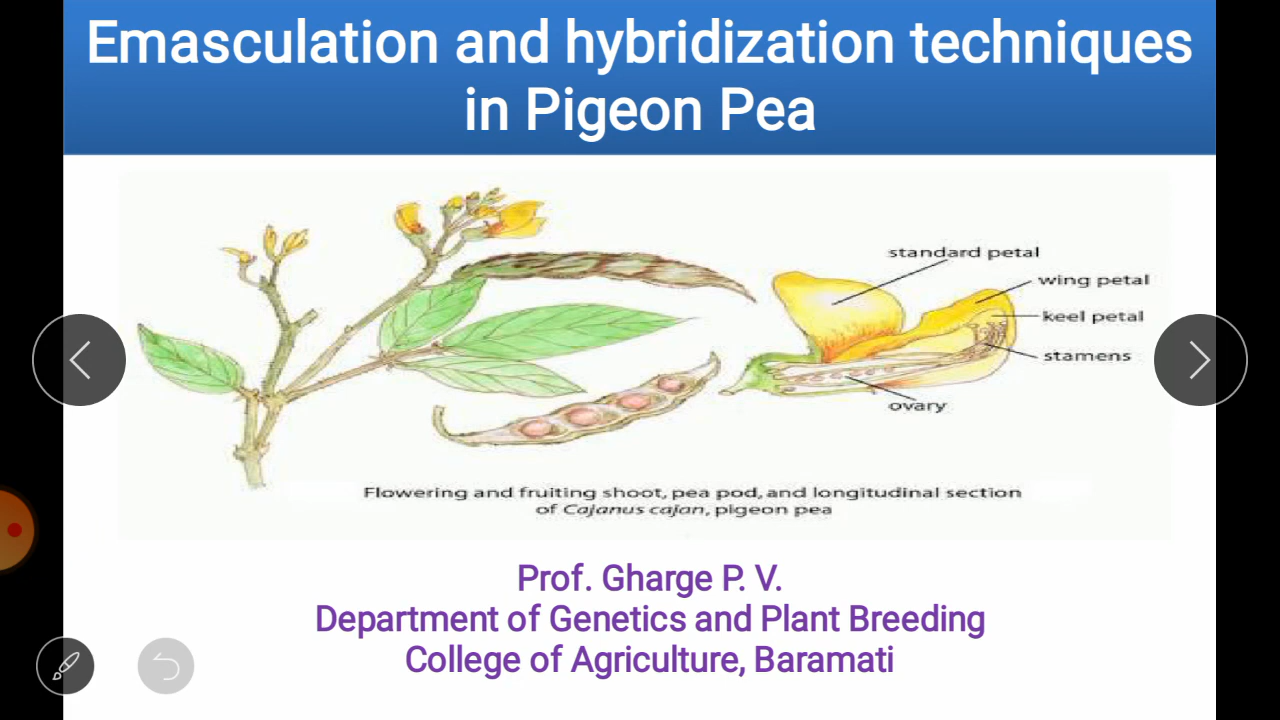 Emasculation and hybridization techniques
in Pigeon Pea
standard petal
wing petal
keel petal
stamens
ovary
Flowering and fruiting shoot, pea pod, and longitudinal section
of Cajanus cajan, pigeon pea
Prof. Gharge P. V.
Department of Genetics and Plant Breeding
College of Agriculture, Baramati